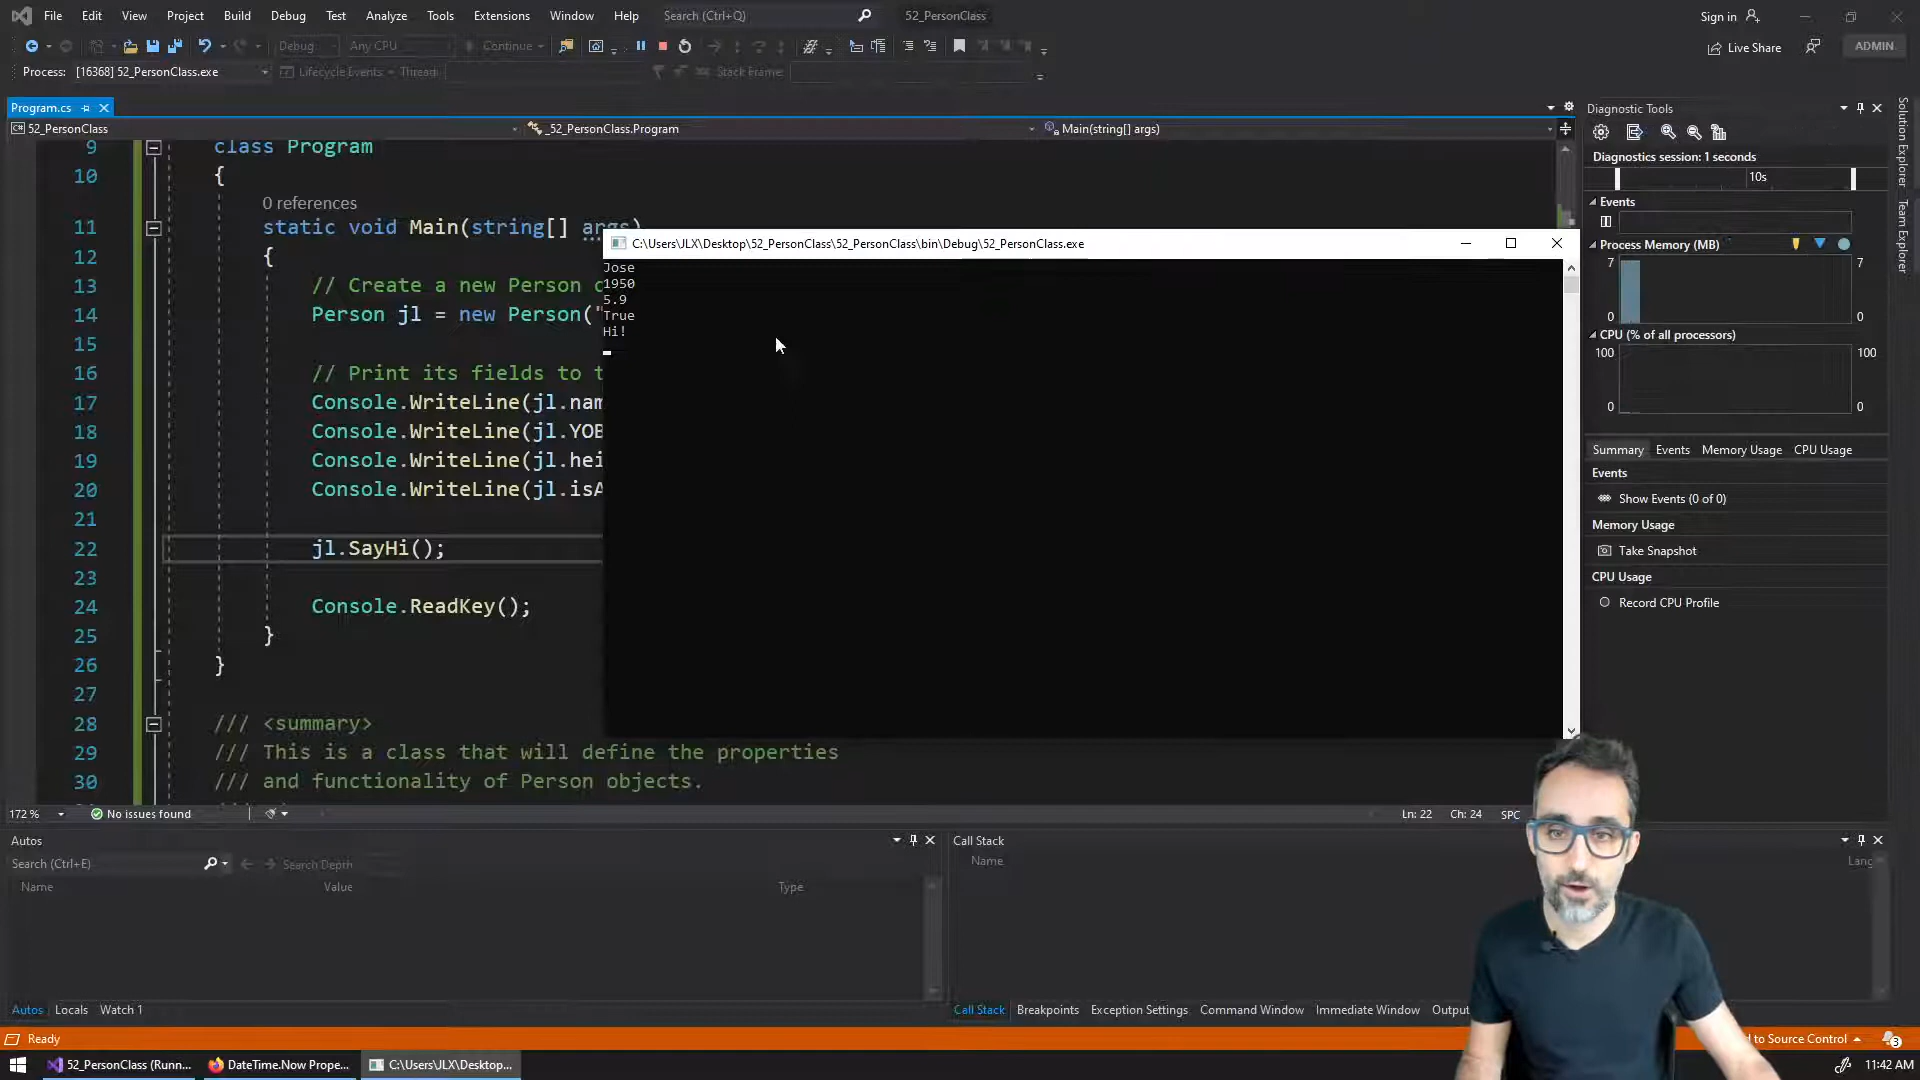 File Edit View Project Build Debug Test Analyze Tools Extensions Window Help Search (Ctrl+Q) 52_PersonClass Sign in
Debug Any CPU Continue Live Share ADMIN
Process: [16368] 52_PersonClass.exe Lifecycle Events Thread: Stack Frame:
Program.cs
52_PersonClass _52_PersonClass.Program Main(string[] args)
9 class Program
10 {
0 references
11 static void Main(string[] args)
12 {
13 // Create a new Person
14 Person jl = new Person("
15
16 // Print its fields to
17 Console.WriteLine(jl.nam
18 Console.WriteLine(jl.YOB
19 Console.WriteLine(jl.hei
20 Console.WriteLine(jl.isA
21
22 jl.SayHi();
23
24 Console.ReadKey();
25 }
26 }
27
28 /// <summary>
29 /// This is a class that will define the properties
30 /// and functionality of Person objects.
172 % No issues found Ln: 22 Ch: 24 SPC
C:\Users\JLX\Desktop\52_PersonClass\52_PersonClass\bin\Debug\52_PersonClass.exe
Jose
1950
5.9
True
Hi!
Diagnostic Tools
Diagnostics session: 1 seconds
10s
Events
Process Memory (MB)
7 7
0 0
CPU (% of all processors)
100 100
0 0
Summary Events Memory Usage CPU Usage
Events
Show Events (0 of 0)
Memory Usage
Take Snapshot
CPU Usage
Record CPU Profile
Solution Explorer
Team Explorer
Autos
Search (Ctrl+E) Search Depth:
Name Value Type
Autos Locals Watch 1
Call Stack
Name Lang
Call Stack Breakpoints Exception Settings Command Window Immediate Window Output
Ready to Source Control 3
52_PersonClass (Runn... DateTime.Now Prope... C:\Users\JLX\Desktop... 11:42 AM